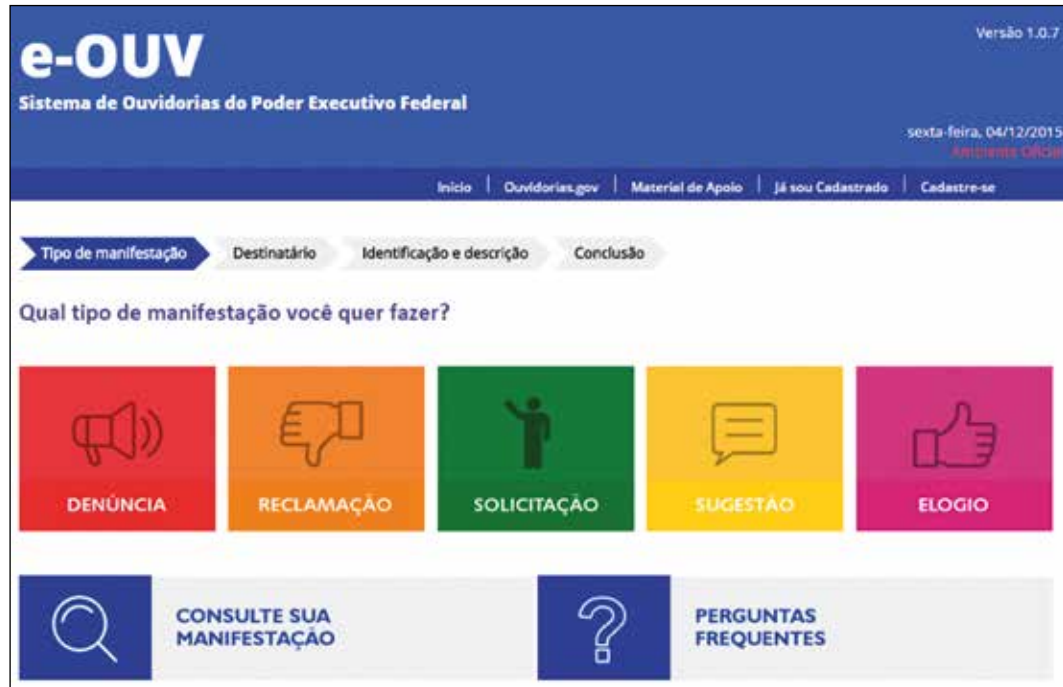 e-OUV
Versão 1.0.7
Sistema de Ouvidorias do Poder Executivo Federal
sexta-feira, 04/12/2015
Ambiente Oficial
Início | Ouvidorias.gov | Material de Apoio | Já sou Cadastrado | Cadastre-se
Tipo de manifestação Destinatário Identificação e descrição Conclusão
Qual tipo de manifestação você quer fazer?
DENÚNCIA RECLAMAÇÃO SOLICITAÇÃO SUGESTÃO ELOGIO
CONSULTE SUA
MANIFESTAÇÃO
PERGUNTAS
FREQUENTES